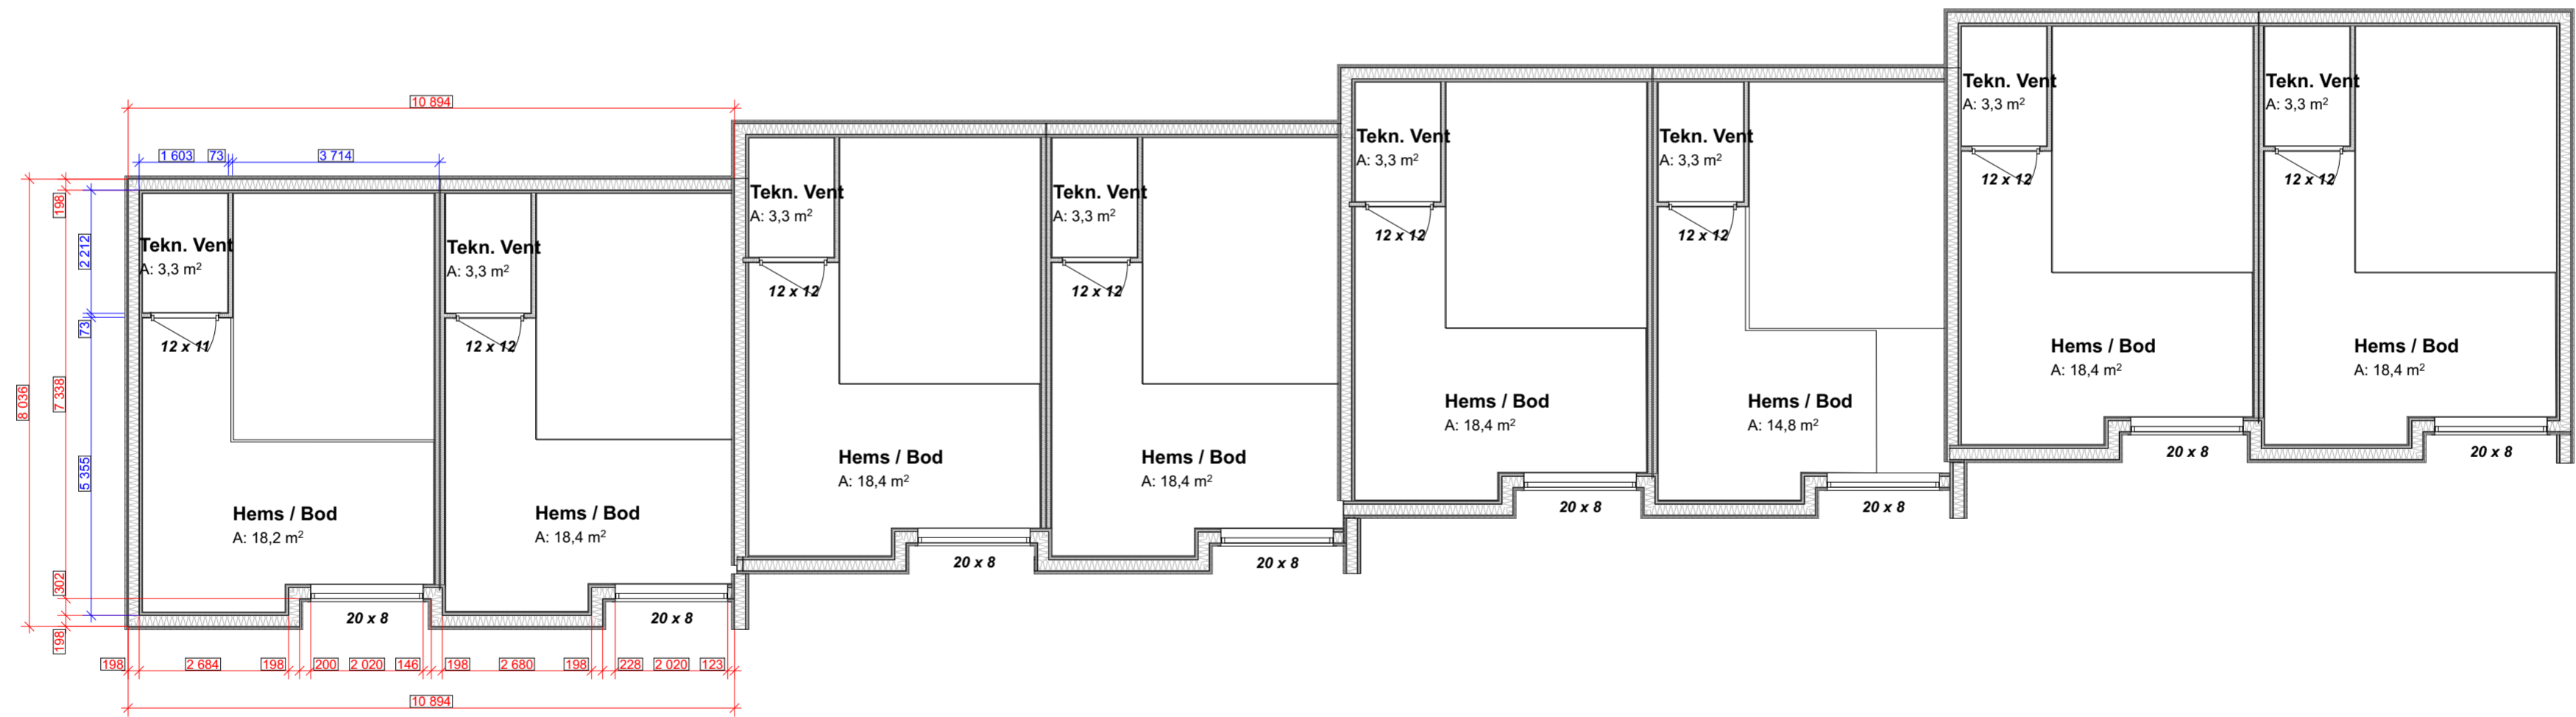 10 894
1 603
73
3 714
198
2 212
73
7 338
8 036
5 355
302
198
Tekn. Vent
A: 3,3 m²
12 x 11
Hems / Bod
A: 18,2 m²
20 x 8
Tekn. Vent
A: 3,3 m²
12 x 12
Hems / Bod
A: 18,4 m²
20 x 8
198
2 684
198
200
2 020
146
198
2 680
198
228
2 020
123
10 894
Tekn. Vent
A: 3,3 m²
12 x 12
Hems / Bod
A: 18,4 m²
20 x 8
Tekn. Vent
A: 3,3 m²
12 x 12
Hems / Bod
A: 18,4 m²
20 x 8
Tekn. Vent
A: 3,3 m²
12 x 12
Hems / Bod
A: 18,4 m²
20 x 8
Tekn. Vent
A: 3,3 m²
12 x 12
Hems / Bod
A: 14,8 m²
20 x 8
Tekn. Vent
A: 3,3 m²
12 x 12
Hems / Bod
A: 18,4 m²
20 x 8
Tekn. Vent
A: 3,3 m²
12 x 12
Hems / Bod
A: 18,4 m²
20 x 8